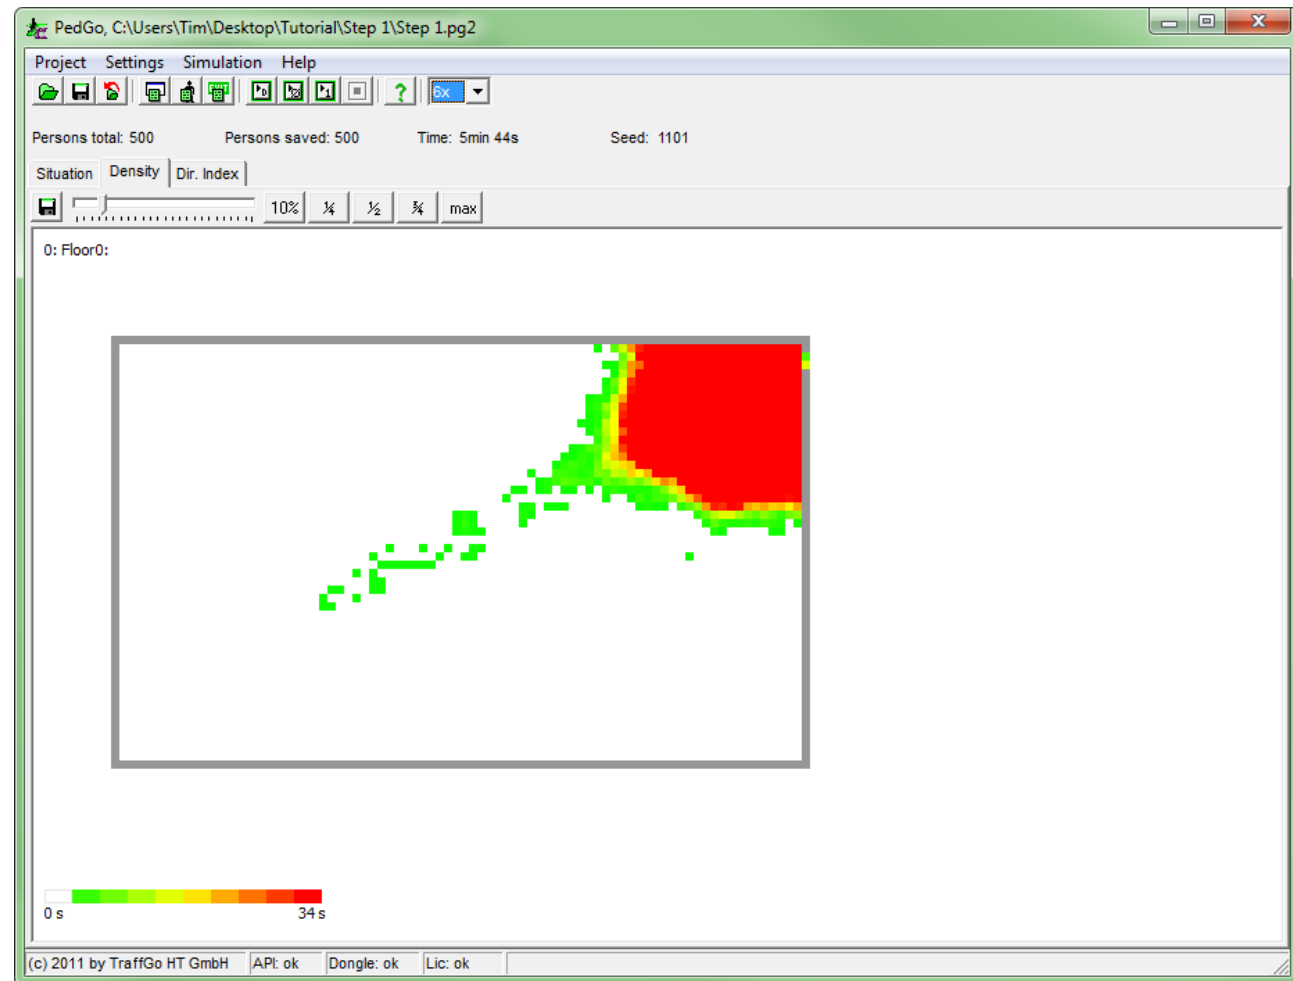 PedGo, C:\Users\Tim\Desktop\Tutorial\Step 1\Step 1.pg2
Project Settings Simulation Help
6x
Persons total: 500 Persons saved: 500 Time: 5min 44s Seed: 1101
Situation Density Dir. Index
10% ¼ ½ ¾ max
0: Floor0:
0 s 34 s
(c) 2011 by TraffGo HT GmbH API: ok Dongle: ok Lic: ok